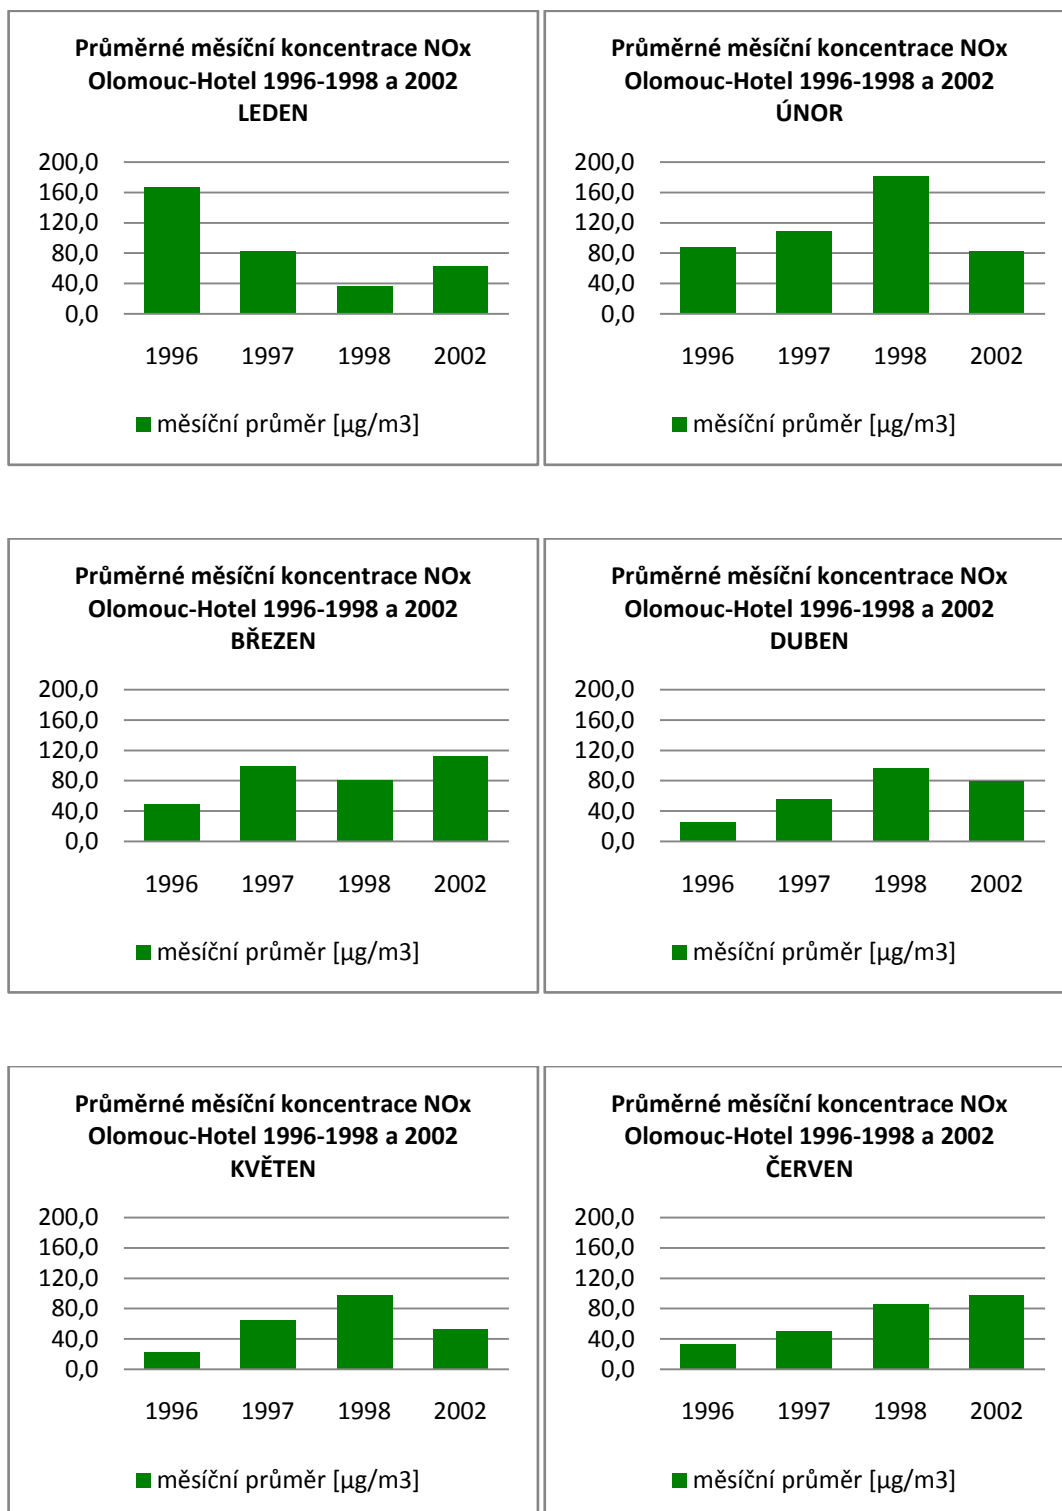 Průměrné měsíční koncentrace NOx
Olomouc-Hotel 1996-1998 a 2002
LEDEN
200,0
160,0
120,0
80,0
40,0
0,0
1996 1997 1998 2002
měsíční průměr [µg/m3]
Průměrné měsíční koncentrace NOx
Olomouc-Hotel 1996-1998 a 2002
ÚNOR
200,0
160,0
120,0
80,0
40,0
0,0
1996 1997 1998 2002
měsíční průměr [µg/m3]
Průměrné měsíční koncentrace NOx
Olomouc-Hotel 1996-1998 a 2002
BŘEZEN
200,0
160,0
120,0
80,0
40,0
0,0
1996 1997 1998 2002
měsíční průměr [µg/m3]
Průměrné měsíční koncentrace NOx
Olomouc-Hotel 1996-1998 a 2002
DUBEN
200,0
160,0
120,0
80,0
40,0
0,0
1996 1997 1998 2002
měsíční průměr [µg/m3]
Průměrné měsíční koncentrace NOx
Olomouc-Hotel 1996-1998 a 2002
KVĚTEN
200,0
160,0
120,0
80,0
40,0
0,0
1996 1997 1998 2002
měsíční průměr [µg/m3]
Průměrné měsíční koncentrace NOx
Olomouc-Hotel 1996-1998 a 2002
ČERVEN
200,0
160,0
120,0
80,0
40,0
0,0
1996 1997 1998 2002
měsíční průměr [µg/m3]